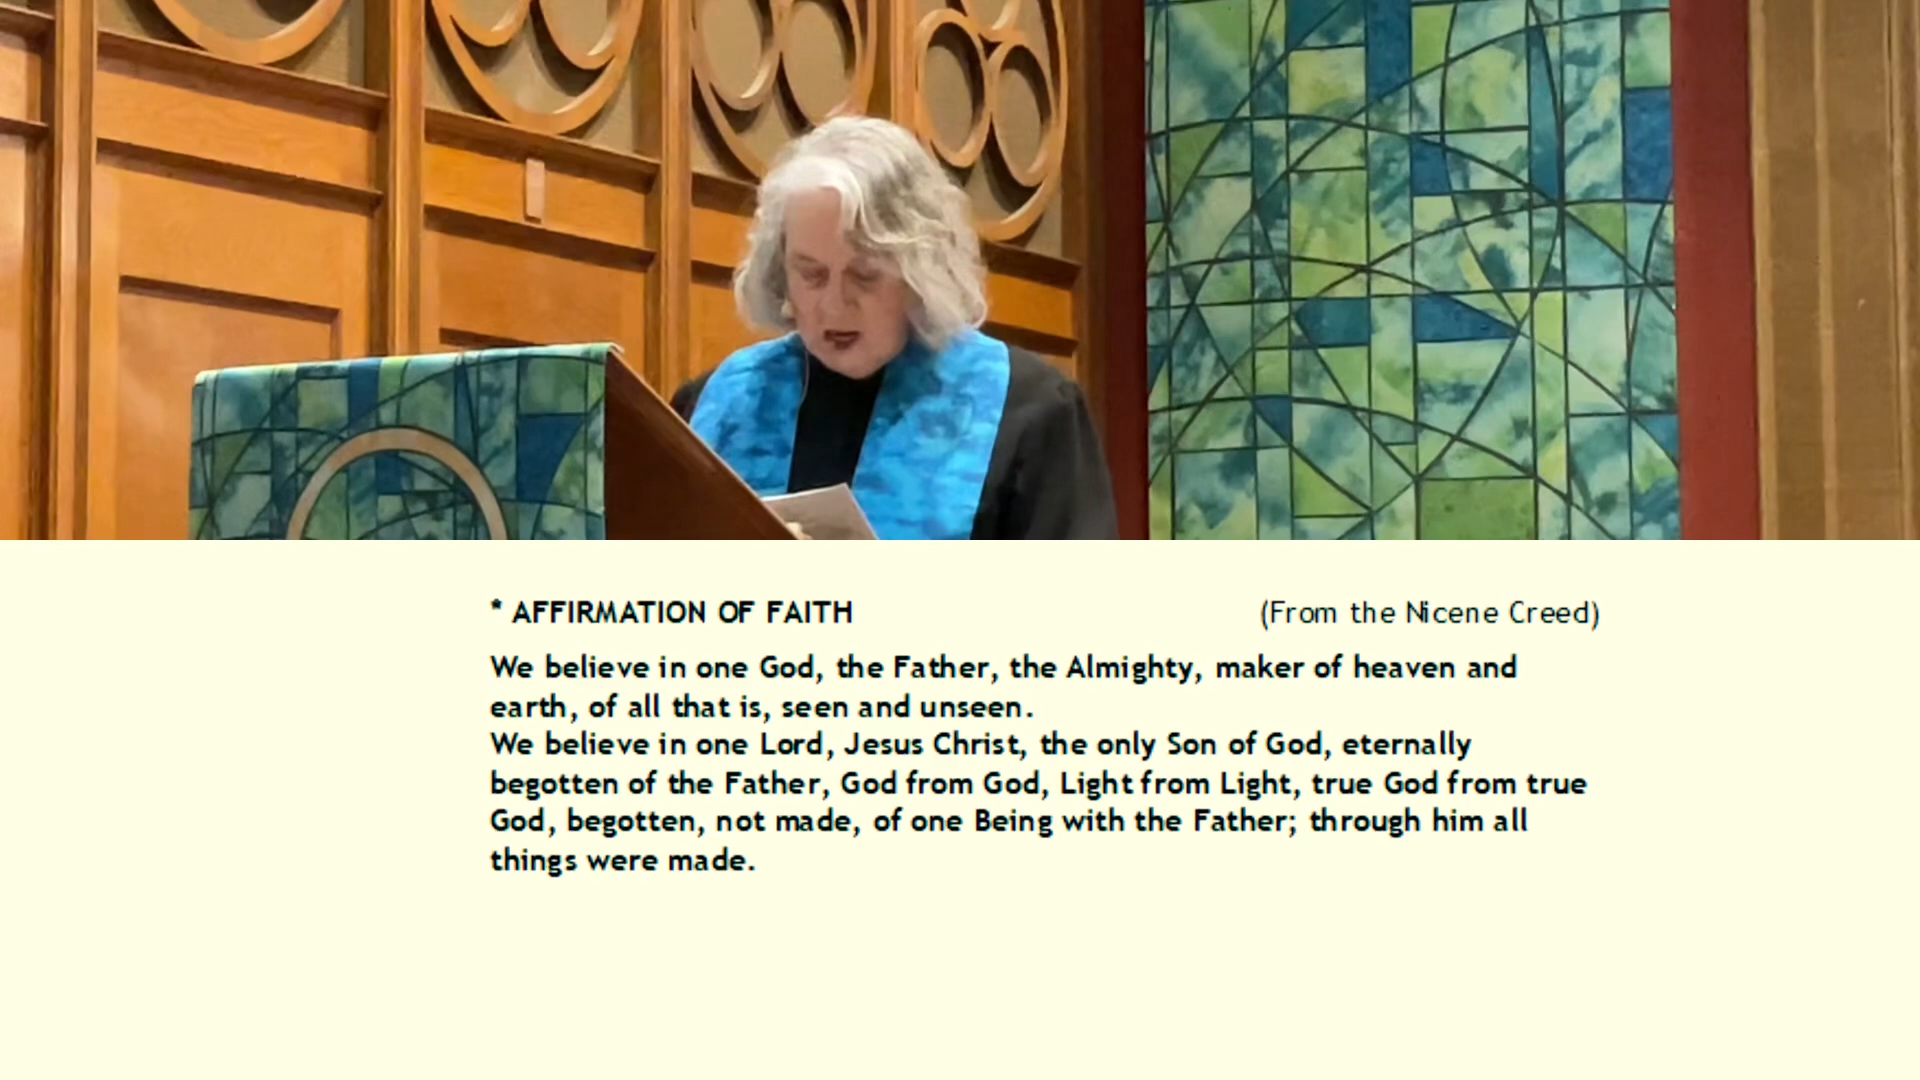 * AFFIRMATION OF FAITH (From the Nicene Creed)
We believe in one God, the Father, the Almighty, maker of heaven and
earth, of all that is, seen and unseen.
We believe in one Lord, Jesus Christ, the only Son of God, eternally
begotten of the Father, God from God, Light from Light, true God from true
God, begotten, not made, of one Being with the Father; through him all
things were made.